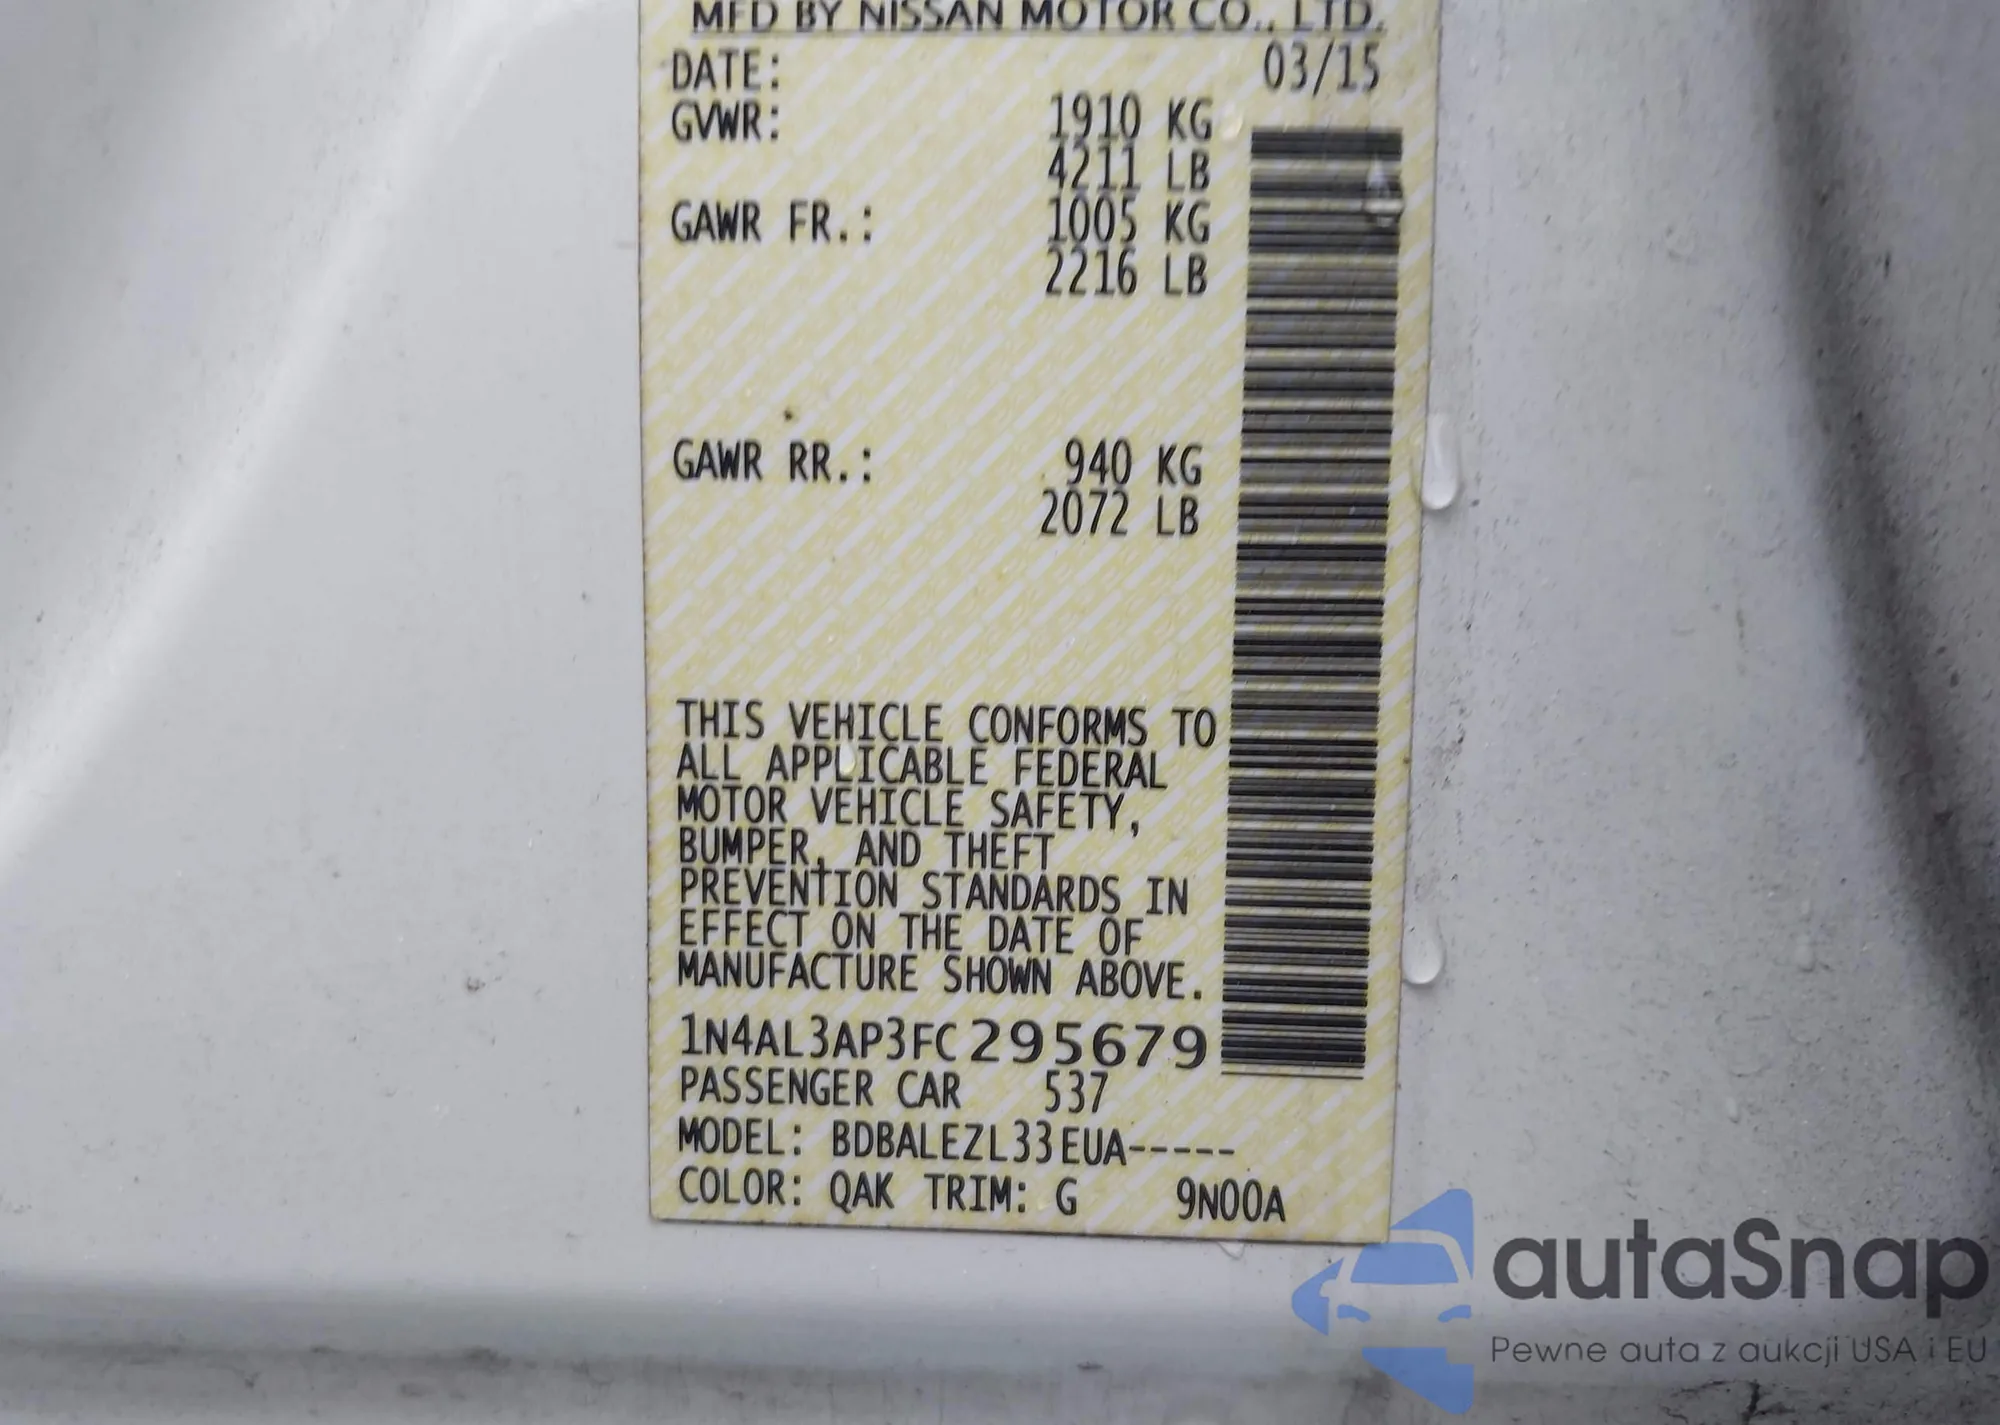 MFD BY NISSAN MOTOR CO., LTD.
DATE: 03/15
GVWR: 1910 KG
4211 LB
GAWR FR.: 1005 KG
2216 LB
GAWR RR.: 940 KG
2072 LB
THIS VEHICLE CONFORMS TO
ALL APPLICABLE FEDERAL
MOTOR VEHICLE SAFETY,
BUMPER, AND THEFT
PREVENTION STANDARDS IN
EFFECT ON THE DATE OF
MANUFACTURE SHOWN ABOVE.
1N4AL3AP3FC295679
PASSENGER CAR 537
MODEL: BDBALEZL33EUA-----
COLOR: QAK TRIM: G 9N00A
autaSnap
Pewne auta z aukcji USA i EU